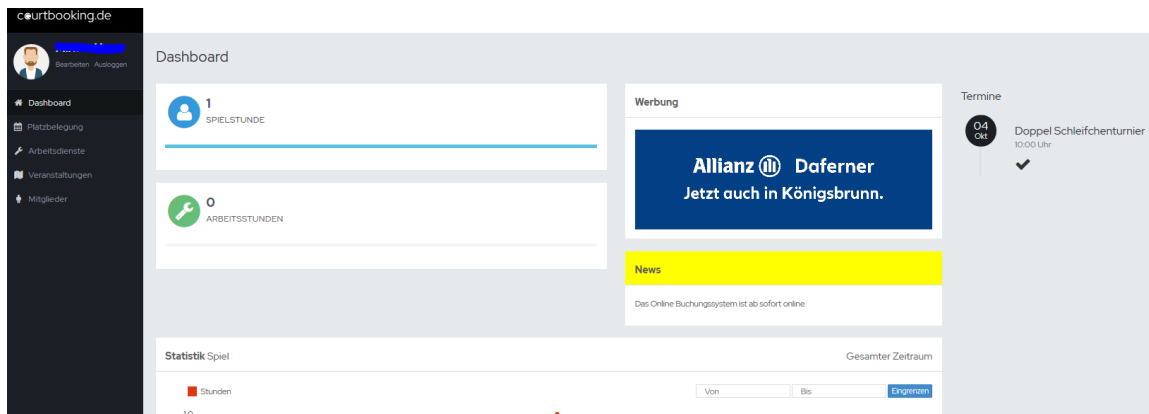 courtbooking.de
Bearbeiten Ausloggen
Dashboard
Platzbelegung
Arbeitsdienste
Veranstaltungen
Mitglieder
Dashboard
1
SPIELSTUNDE
0
ARBEITSSTUNDEN
Werbung
Allianz Daferner
Jetzt auch in Königsbrunn.
News
Das Online Buchungssystem ist ab sofort online
Termine
04
Okt
Doppel Schleifchenturnier
10:00 Uhr
Statistik Spiel
Gesamter Zeitraum
Stunden
Von
Bis
Eingrenzen
10